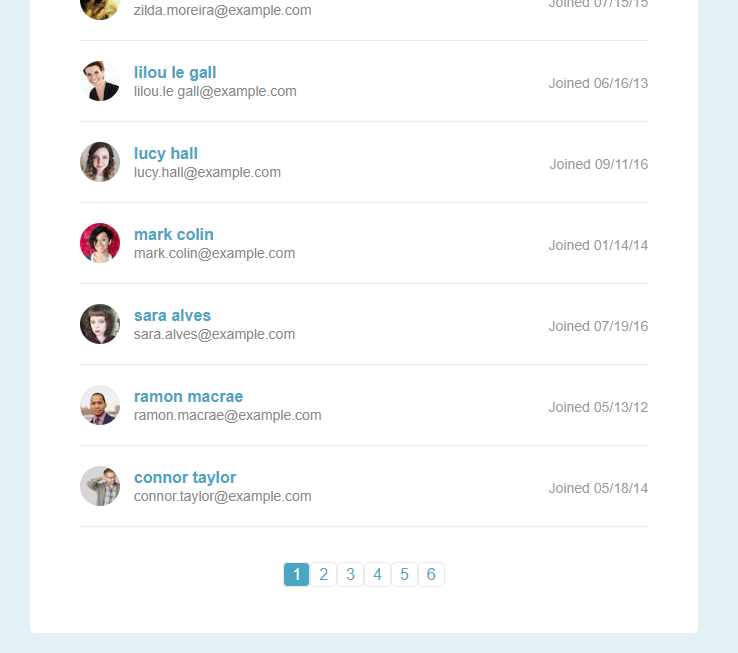 zilda.moreira@example.com
Joined 07/15/15
lilou le gall
lilou.le gall@example.com
Joined 06/16/13
lucy hall
lucy.hall@example.com
Joined 09/11/16
mark colin
mark.colin@example.com
Joined 01/14/14
sara alves
sara.alves@example.com
Joined 07/19/16
ramon macrae
ramon.macrae@example.com
Joined 05/13/12
connor taylor
connor.taylor@example.com
Joined 05/18/14
1 2 3 4 5 6